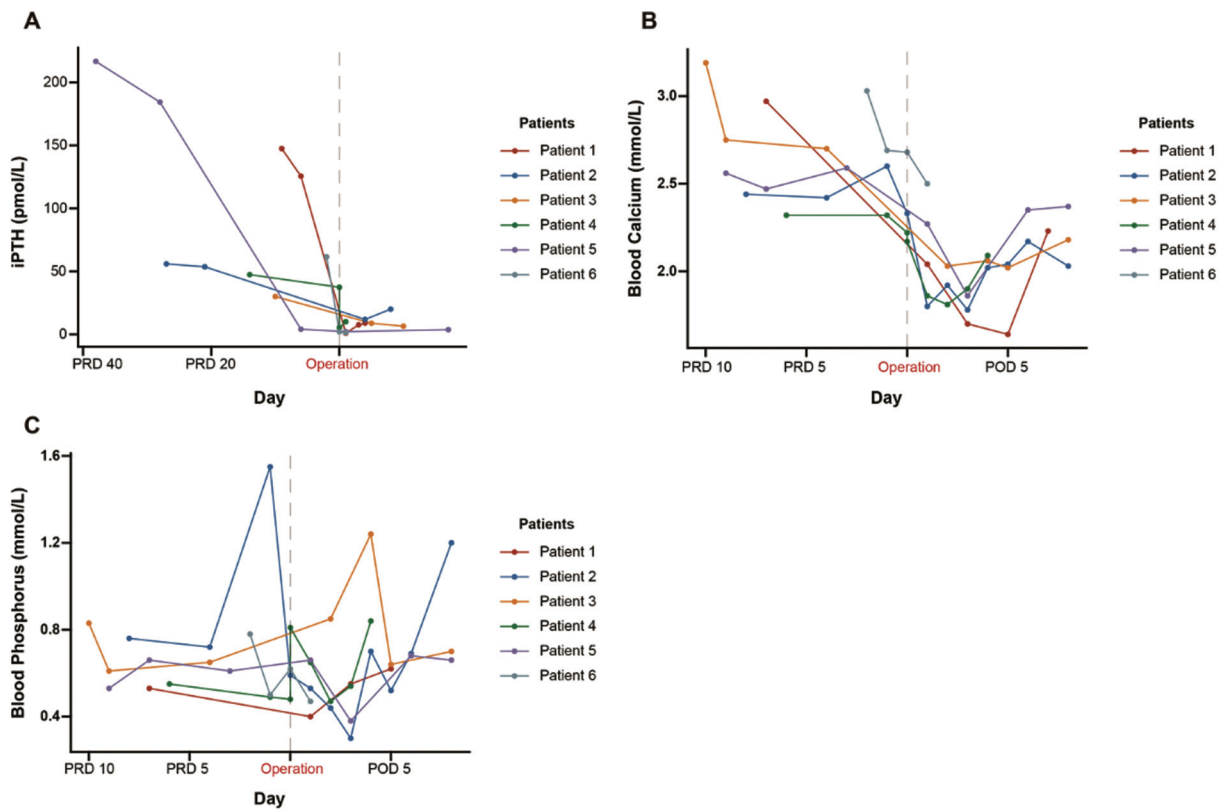 A
iPTH (pmol/L)
200
150
100
50
0
PRD 40
PRD 20
Operation
Day
Patients
Patient 1
Patient 2
Patient 3
Patient 4
Patient 5
Patient 6
B
Blood Calcium (mmol/L)
3.0
2.5
2.0
PRD 10
PRD 5
Operation
POD 5
Day
Patients
Patient 1
Patient 2
Patient 3
Patient 4
Patient 5
Patient 6
C
Blood Phosphorus (mmol/L)
1.6
1.2
0.8
0.4
PRD 10
PRD 5
Operation
POD 5
Day
Patients
Patient 1
Patient 2
Patient 3
Patient 4
Patient 5
Patient 6